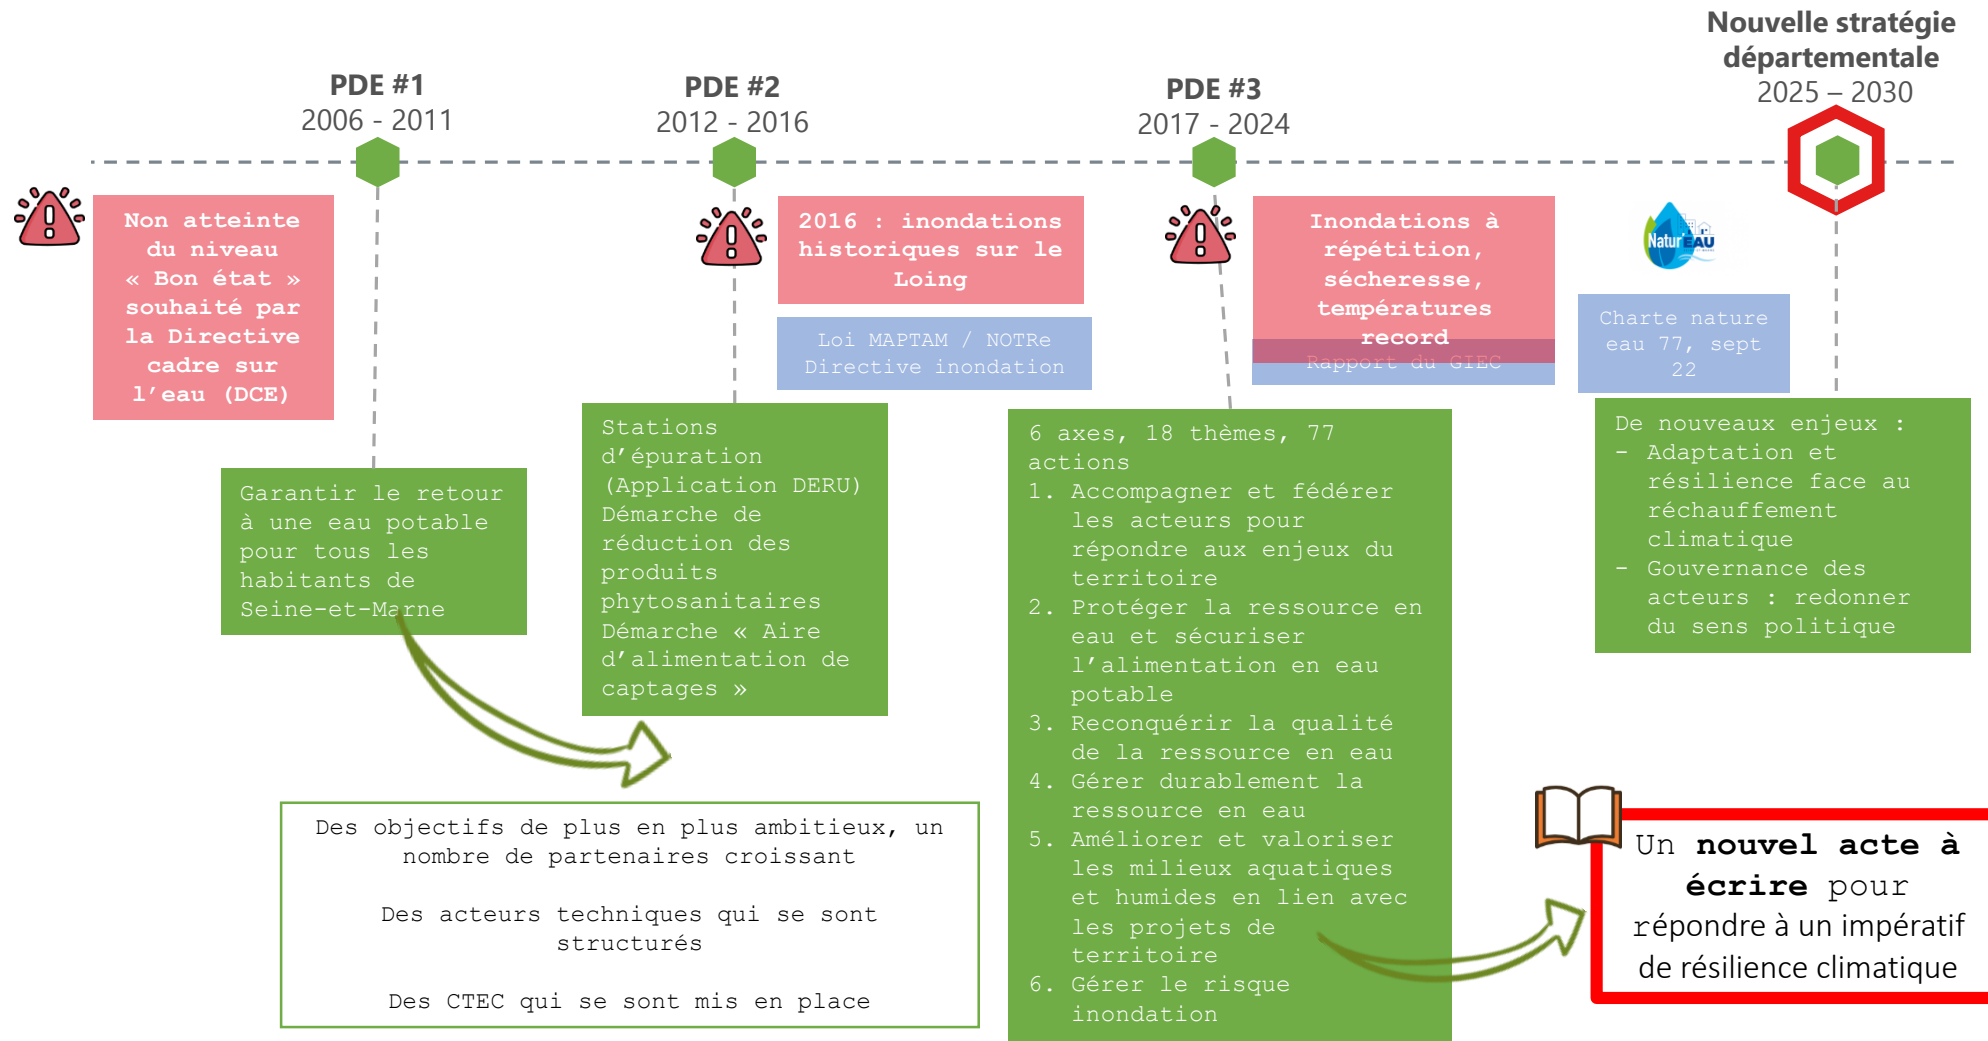 Nouvelle stratégie
départementale
2025 – 2030
PDE #1
2006 - 2011
PDE #2
2012 - 2016
PDE #3
2017 - 2024
Non atteinte
du niveau
« Bon état »
souhaité par
la Directive
cadre sur
l’eau (DCE)
2016 : inondations
historiques sur le
Loing
Loi MAPTAM / NOTRe
Directive inondation
Inondations à
répétition,
sécheresse,
températures
record
Rapport du GIEC
Natur'EAU
Charte nature
eau 77, sept
22
Garantir le retour
à une eau potable
pour tous les
habitants de
Seine-et-Marne
Stations
d’épuration
(Application DERU)
Démarche de
réduction des
produits
phytosanitaires
Démarche « Aire
d’alimentation de
captages »
6 axes, 18 thèmes, 77
actions
1. Accompagner et fédérer
les acteurs pour
répondre aux enjeux du
territoire
2. Protéger la ressource en
eau et sécuriser
l’alimentation en eau
potable
3. Reconquérir la qualité
de la ressource en eau
4. Gérer durablement la
ressource en eau
5. Améliorer et valoriser
les milieux aquatiques
et humides en lien avec
les projets de
territoire
6. Gérer le risque
inondation
De nouveaux enjeux :
- Adaptation et
résilience face au
réchauffement
climatique
- Gouvernance des
acteurs : redonner
du sens politique
Des objectifs de plus en plus ambitieux, un
nombre de partenaires croissant
Des acteurs techniques qui se sont
structurés
Des CTEC qui se sont mis en place
Un nouvel acte à
écrire pour
répondre à un impératif
de résilience climatique